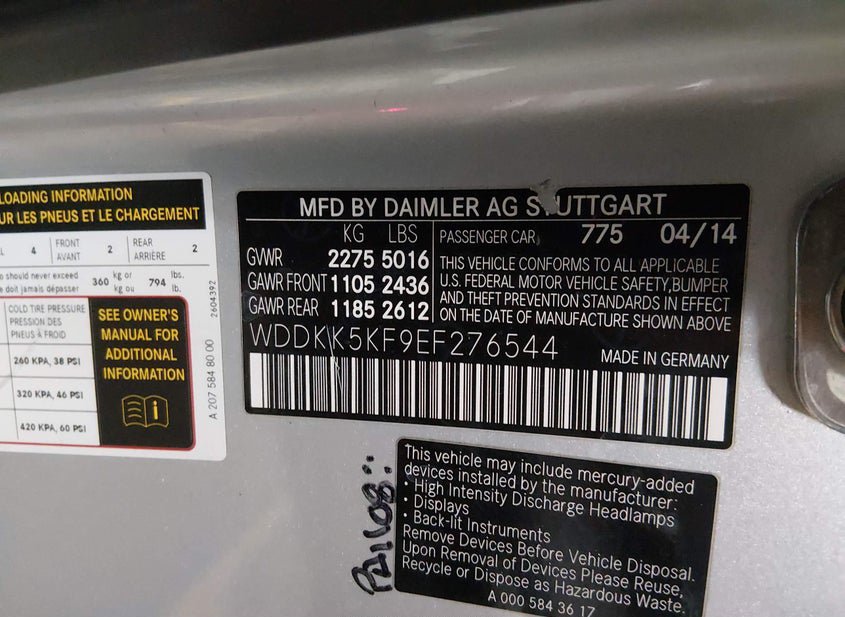 LOADING INFORMATION
UR LES PNEUS ET LE CHARGEMENT
4 FRONT AVANT 2 REAR ARRIÈRE 2
should never exceed 360 kg or 794 lbs.
doit jamais dépasser kg ou lb.
COLD TIRE PRESSURE
PRESSION DES
PNEUS À FROID
260 KPA, 38 PSI
320 KPA, 46 PSI
420 KPA, 60 PSI
SEE OWNER'S
MANUAL FOR
ADDITIONAL
INFORMATION
2604392
A 207 584 80 00
MFD BY DAIMLER AG STUTTGART
KG LBS
GVWR 2275 5016
GAWR FRONT 1105 2436
GAWR REAR 1185 2612
PASSENGER CAR 775 04/14
THIS VEHICLE CONFORMS TO ALL APPLICABLE
U.S. FEDERAL MOTOR VEHICLE SAFETY, BUMPER
AND THEFT PREVENTION STANDARDS IN EFFECT
ON THE DATE OF MANUFACTURE SHOWN ABOVE
WDDKK5KF9EF276544
MADE IN GERMANY
This vehicle may include mercury-added
devices installed by the manufacturer:
• High Intensity Discharge Headlamps
• Displays
• Back-lit Instruments
Remove Devices Before Vehicle Disposal.
Upon Removal of Devices Please Reuse,
Recycle or Dispose as Hazardous Waste.
A 000 584 36 17